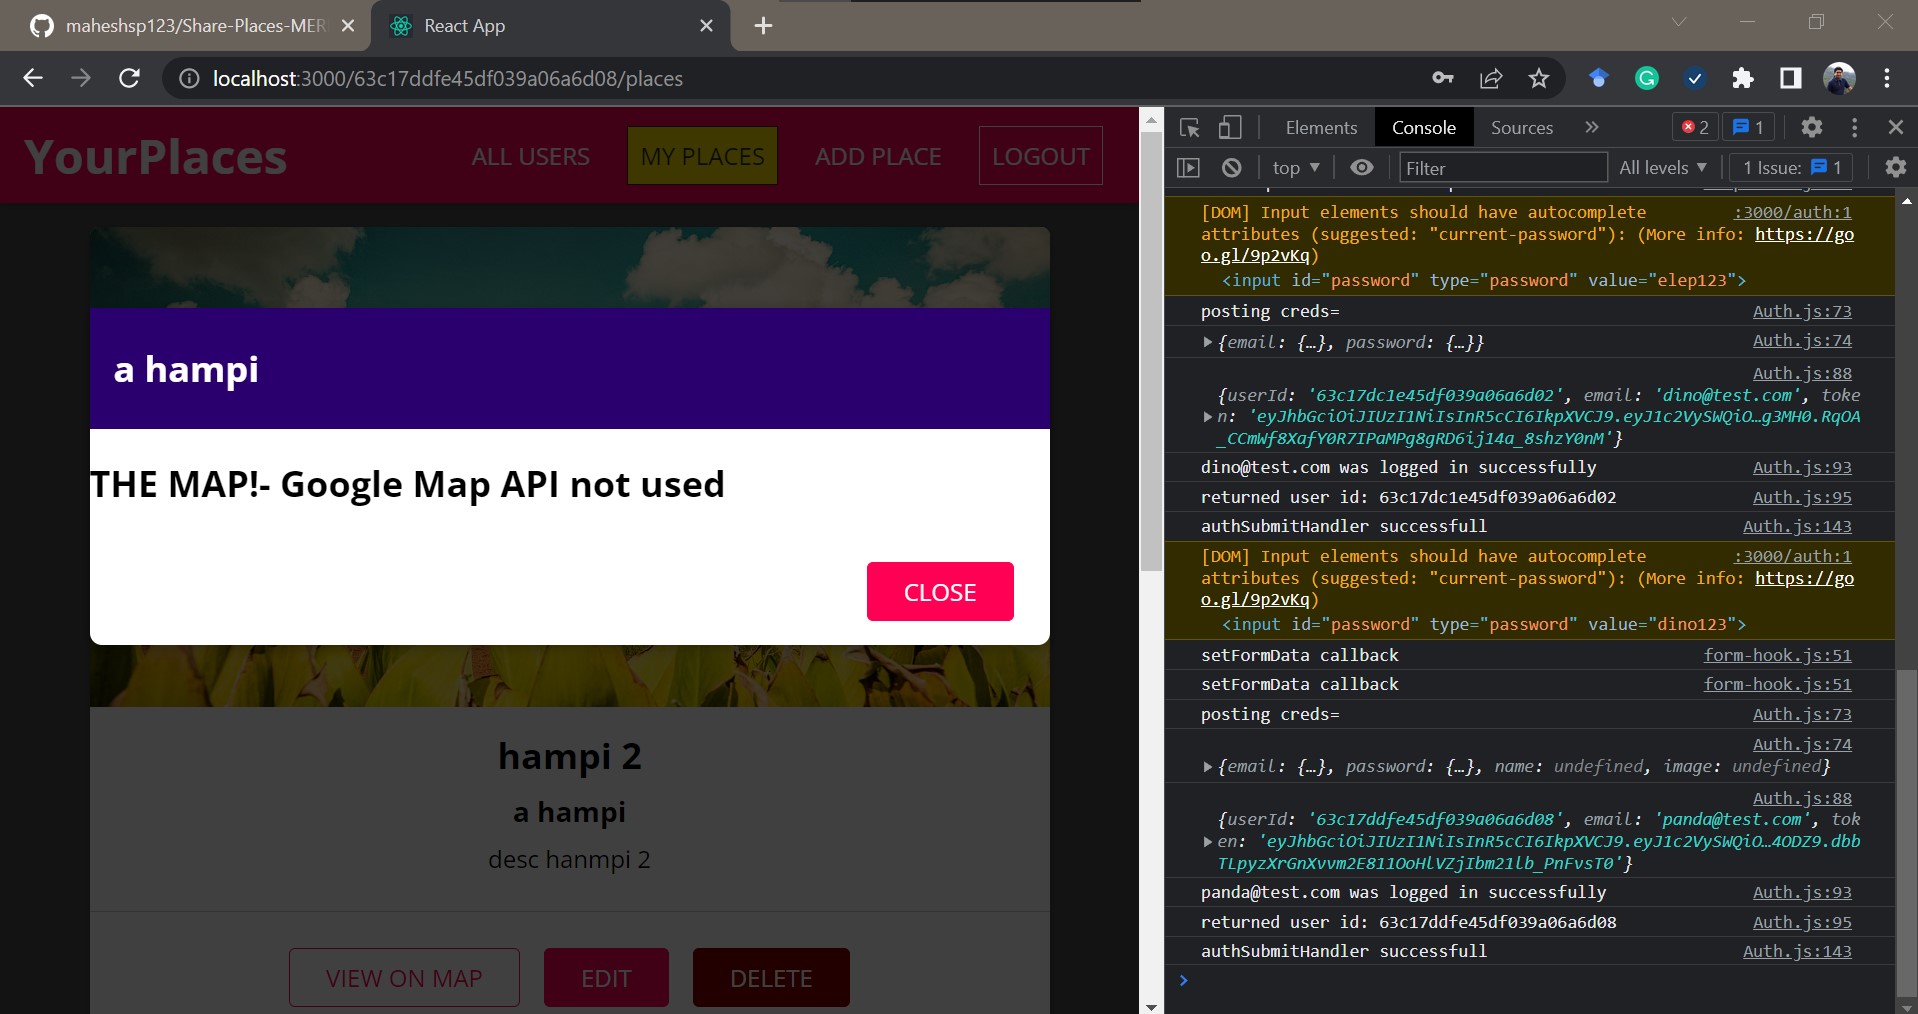 maheshsp123/Share-Places-MER
React App
localhost:3000/63c17ddfe45df039a06a6d08/places
YourPlaces
ALL USERS
MY PLACES
ADD PLACE
LOGOUT
a hampi
THE MAP!- Google Map API not used
CLOSE
hampi 2
a hampi
desc hanmpi 2
VIEW ON MAP
EDIT
DELETE
Elements
Console
Sources
2
1
top
Filter
All levels
1 Issue: 1
[DOM] Input elements should have autocomplete :3000/auth:1
attributes (suggested: "current-password"): (More info: https://go
o.gl/9p2vKq)
<input id="password" type="password" value="elep123">
posting creds= Auth.js:73
{email: {…}, password: {…}} Auth.js:74
Auth.js:88
{userId: '63c17dc1e45df039a06a6d02', email: 'dino@test.com', toke
n: 'eyJhbGciOiJIUzI1NiIsInR5cCI6IkpXVCJ9.eyJ1c2VySWQiO…g3MH0.RqOA
_CCmWf8XafY0R7IPaMPg8gRD6ij14a_8shzY0nM'}
dino@test.com was logged in successfully Auth.js:93
returned user id: 63c17dc1e45df039a06a6d02 Auth.js:95
authSubmitHandler successfull Auth.js:143
[DOM] Input elements should have autocomplete :3000/auth:1
attributes (suggested: "current-password"): (More info: https://go
o.gl/9p2vKq)
<input id="password" type="password" value="dino123">
setFormData callback form-hook.js:51
setFormData callback form-hook.js:51
posting creds= Auth.js:73
Auth.js:74
{email: {…}, password: {…}, name: undefined, image: undefined}
Auth.js:88
{userId: '63c17ddfe45df039a06a6d08', email: 'panda@test.com', tok
en: 'eyJhbGciOiJIUzI1NiIsInR5cCI6IkpXVCJ9.eyJ1c2VySWQiO…4ODZ9.dbb
TLpyzXrGnXvvm2E811OoHlVZjIbm21lb_PnFvsT0'}
panda@test.com was logged in successfully Auth.js:93
returned user id: 63c17ddfe45df039a06a6d08 Auth.js:95
authSubmitHandler successfull Auth.js:143